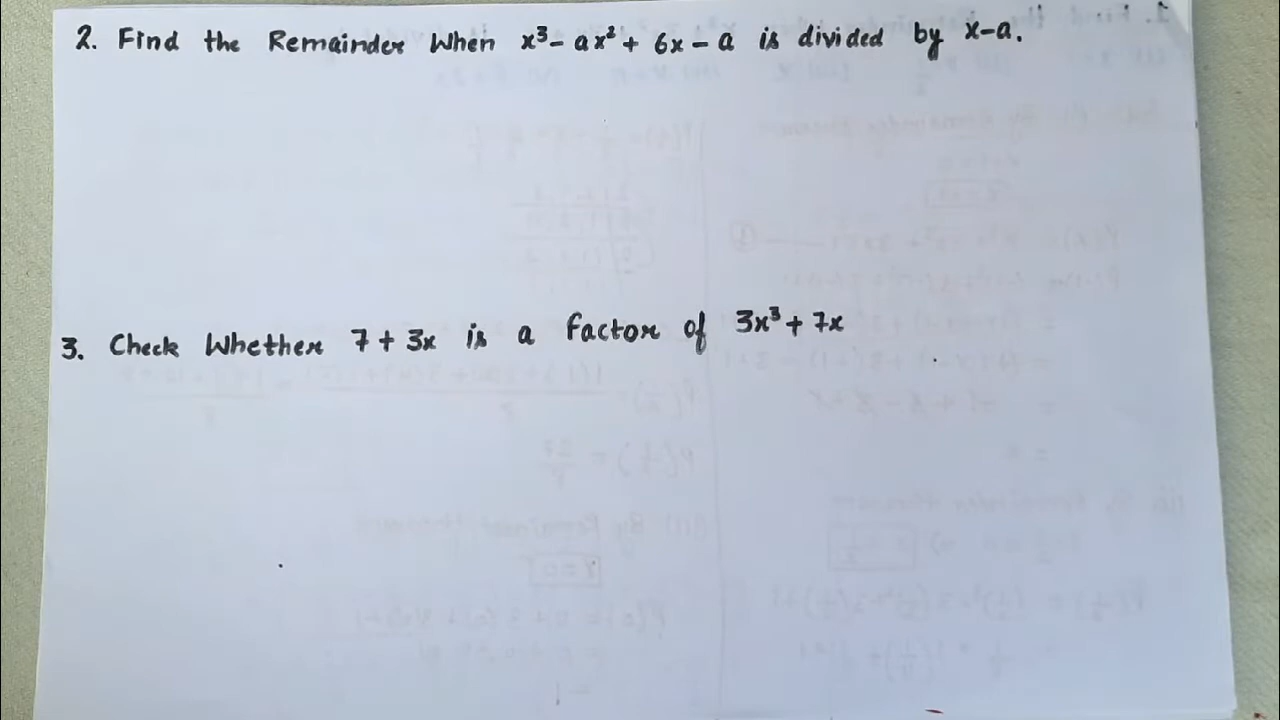 2. Find the Remainder When x³- ax² + 6x - a is divided by x-a.
3. Check Whether 7 + 3x is a factor of 3x³ + 7x